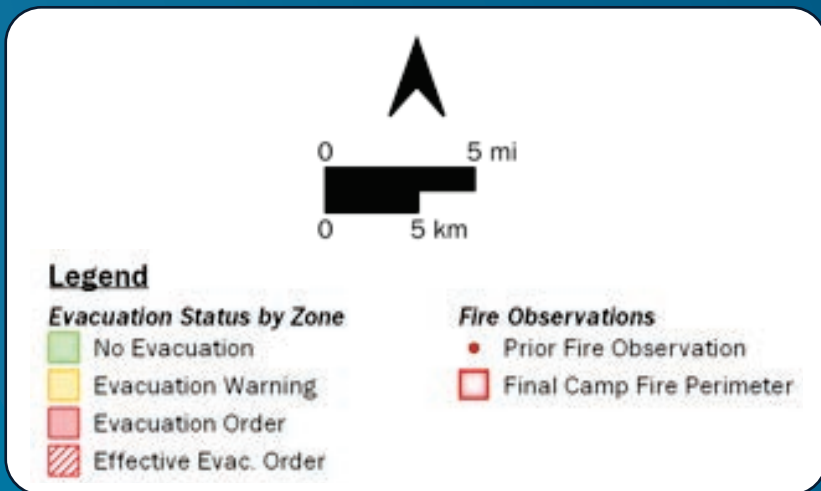 0 5 mi
0 5 km
Legend
Evacuation Status by Zone
No Evacuation
Evacuation Warning
Evacuation Order
Effective Evac. Order
Fire Observations
Prior Fire Observation
Final Camp Fire Perimeter